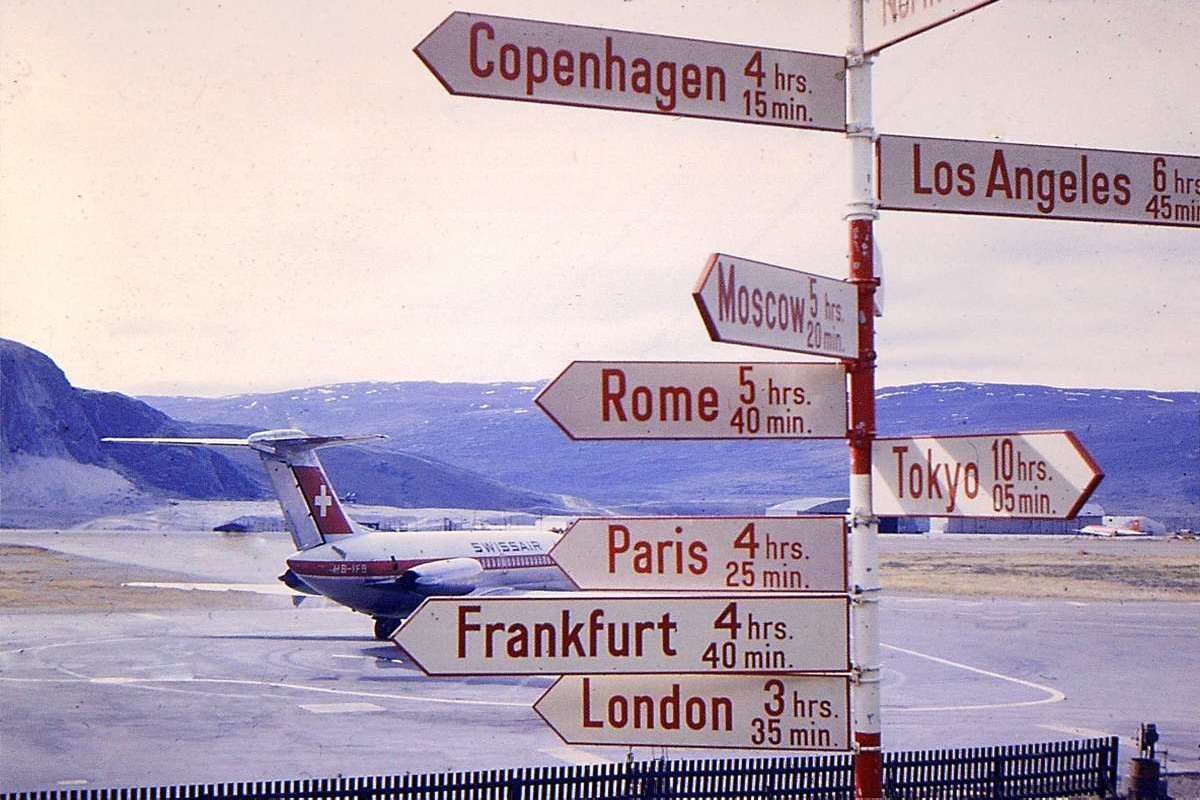 Copenhagen 4 hrs.
15 min.
Los Angeles 6 hrs
45 min
Moscow 5 hrs.
20 min.
Rome 5 hrs.
40 min.
Tokyo 10 hrs.
05 min.
SWISSAIR
Paris 4 hrs.
25 min.
Frankfurt 4 hrs.
40 min.
London 3 hrs.
35 min.